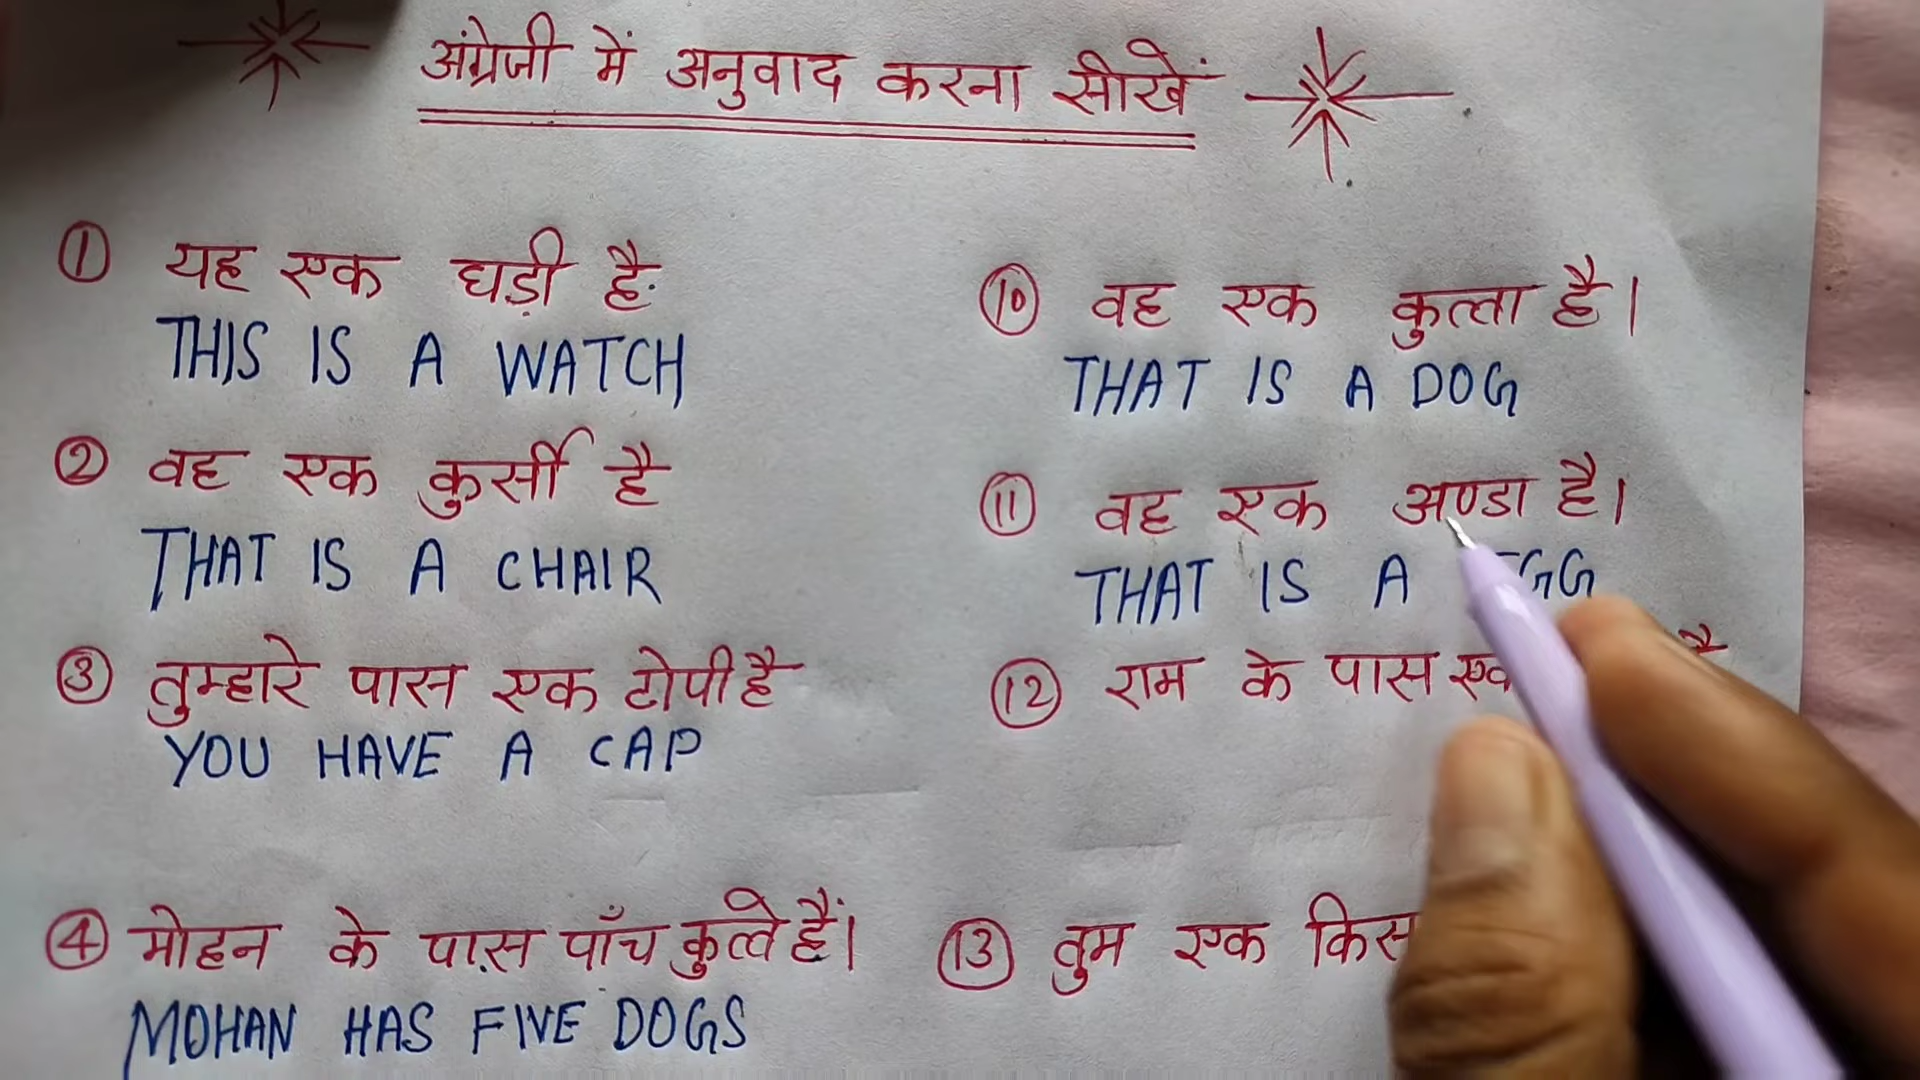 अंग्रेजी में अनुवाद करना सीखें
① यह एक घड़ी है
THIS IS A WATCH
② वह एक कुर्सी है
THAT IS A CHAIR
③ तुम्हारे पास एक टोपी है
YOU HAVE A CAP
④ मोहन के पास पाँच कुत्ते हैं।
MOHAN HAS FIVE DOGS
⑩ वह एक कुत्ता है।
THAT IS A DOG
⑪ वह एक अण्डा है।
THAT IS A EGG
⑫ राम के पास है
⑬ तुम एक